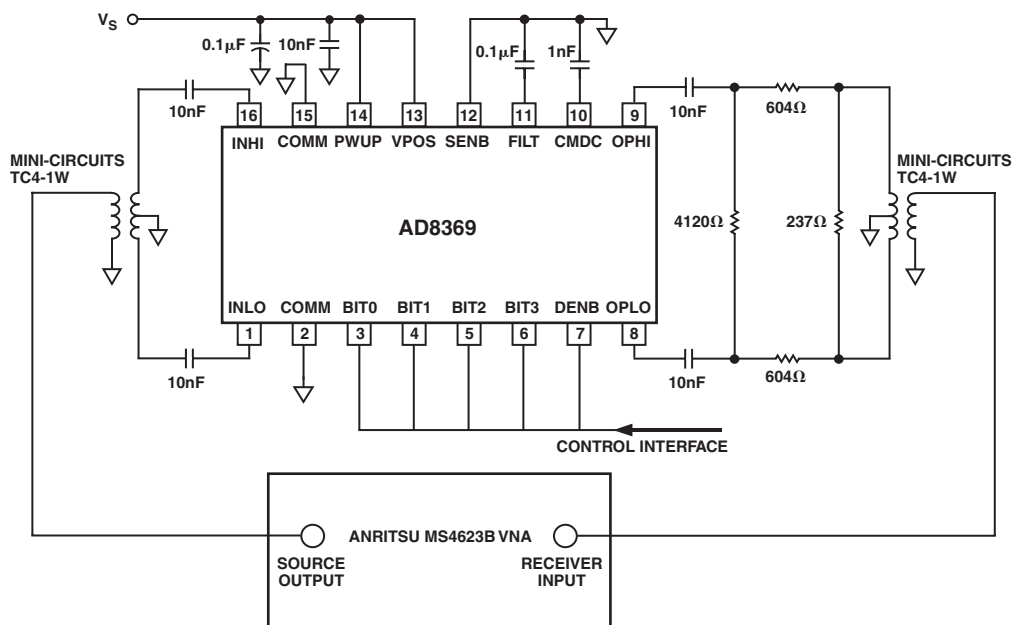 VS
0.1µF
10nF
0.1µF
1nF
10nF
10nF
604Ω
16 15 14 13 12 11 10 9
INHI COMM PWUP VPOS SENB FILT CMDC OPHI
MINI-CIRCUITS
TC4-1W
MINI-CIRCUITS
TC4-1W
AD8369
4120Ω
237Ω
INLO COMM BIT0 BIT1 BIT2 BIT3 DENB OPLO
1 2 3 4 5 6 7 8
10nF
10nF
604Ω
CONTROL INTERFACE
ANRITSU MS4623B VNA
SOURCE
OUTPUT
RECEIVER
INPUT